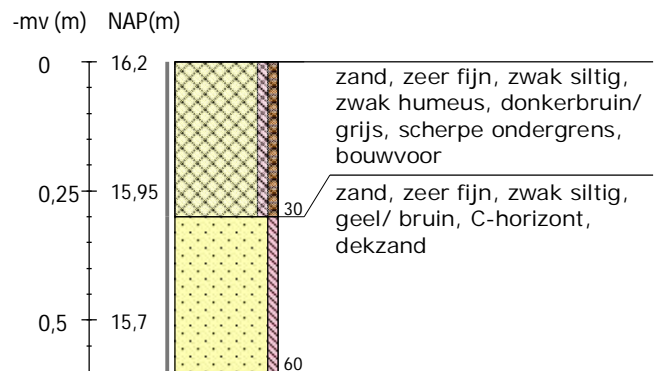 -mv (m) NAP(m)
0 16,2
zand, zeer fijn, zwak siltig,
zwak humeus, donkerbruin/
grijs, scherpe ondergrens,
bouwvoor
0,25 15,95
30
zand, zeer fijn, zwak siltig,
geel/ bruin, C-horizont,
dekzand
0,5 15,7
60